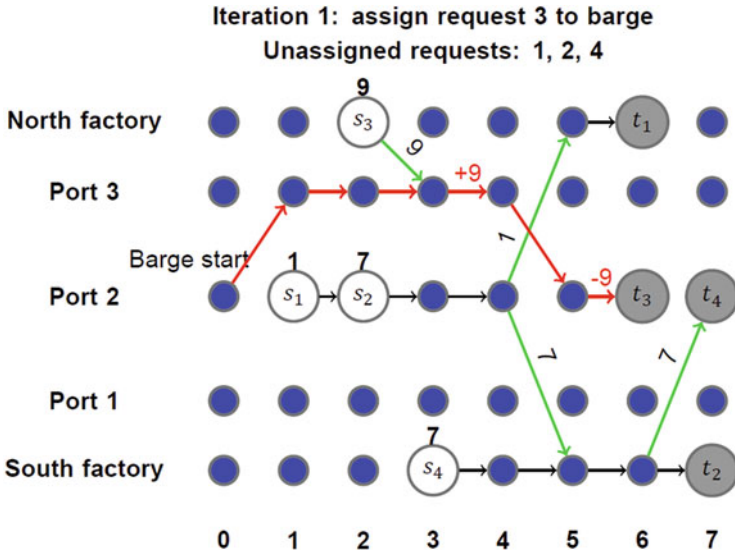 Iteration 1: assign request 3 to barge
Unassigned requests: 1, 2, 4
9
North factory s₃ t₁
9
Port 3 +9
1
Barge start
1 7 -9
Port 2 s₁ s₂ t₃ t₄
7 7
Port 1
7
South factory s₄ t₂
0 1 2 3 4 5 6 7